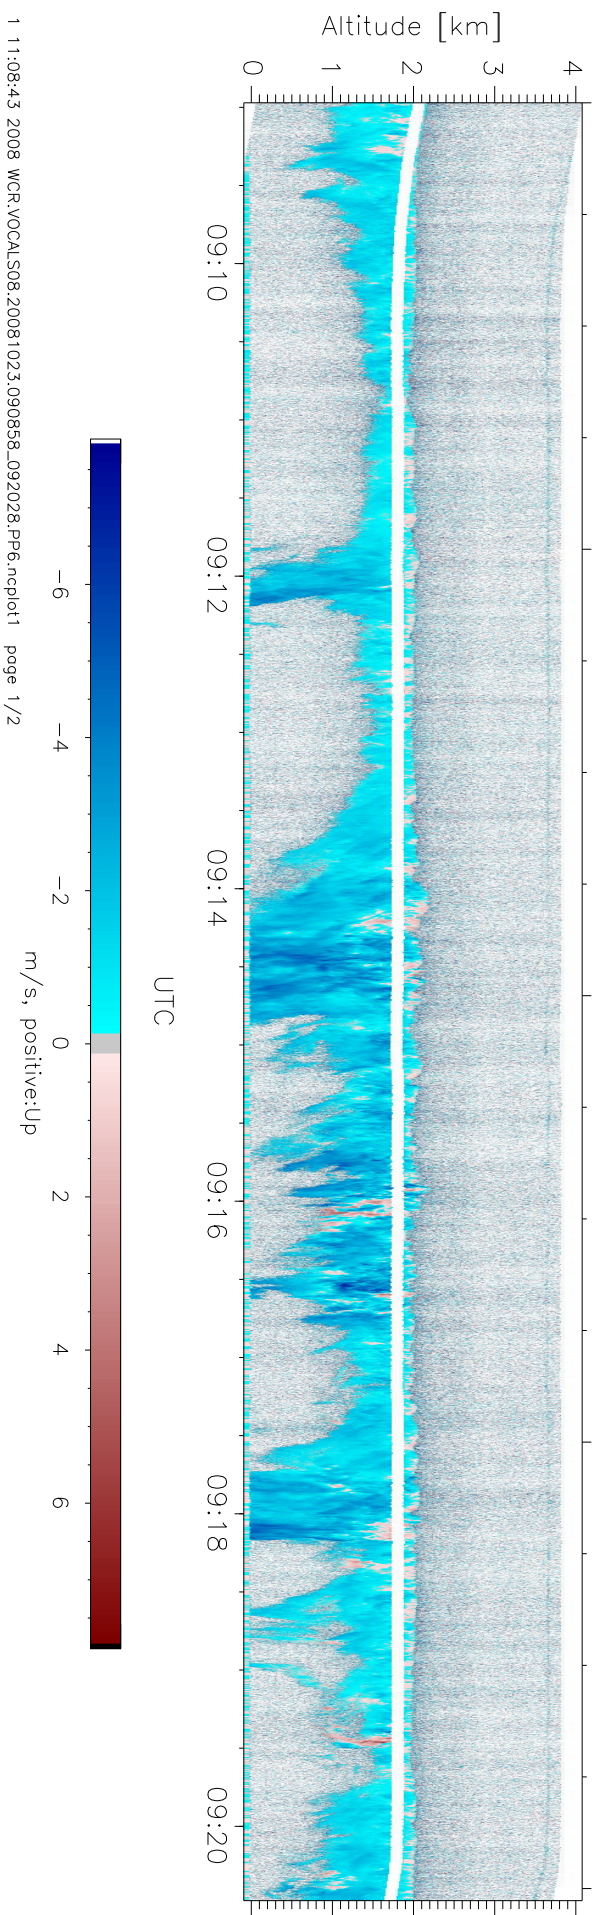 Altitude [km]
0 1 2 3 4
09:10 09:12 09:14 09:16 09:18 09:20
UTC
-6 -4 -2 0 2 4 6
m/s, positive:Up
1 11:08:43 2008 WCR.VOCALS08.20081023.090858_092028.PP6.ncplot1 page 1/2